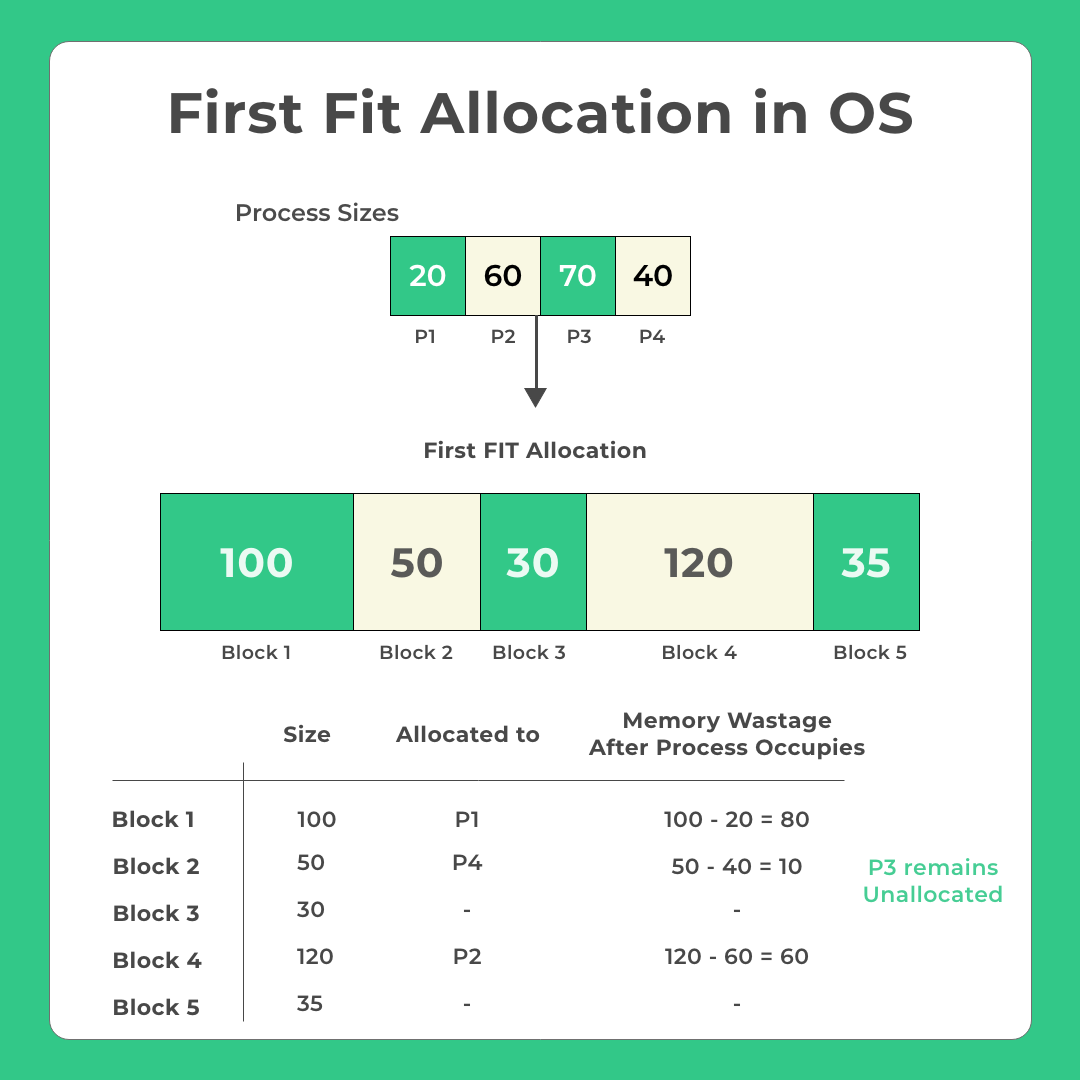 First Fit Allocation in OS
Process Sizes
20 60 70 40
P1 P2 P3 P4
First FIT Allocation
100 50 30 120 35
Block 1 Block 2 Block 3 Block 4 Block 5
Size Allocated to Memory Wastage
After Process Occupies
Block 1 100 P1 100 - 20 = 80
Block 2 50 P4 50 - 40 = 10
P3 remains
Unallocated
Block 3 30 - -
Block 4 120 P2 120 - 60 = 60
Block 5 35 - -